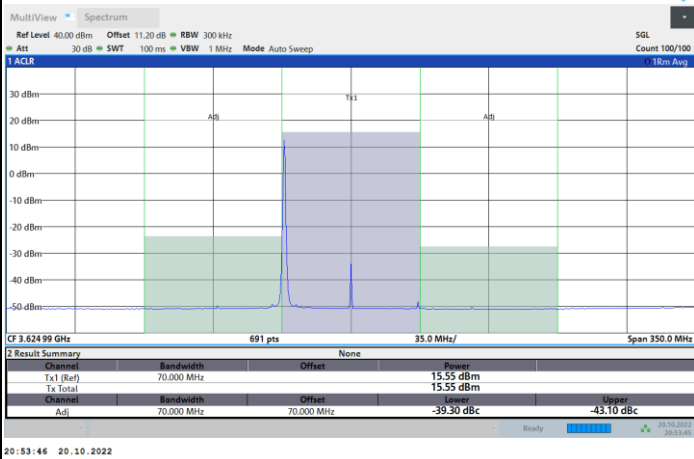 MultiView Spectrum
Ref Level 40.00 dBm Offset 11.20 dB RBW 300 kHz SGL
Att 30 dB SWT 100 ms VBW 1 MHz Mode Auto Sweep Count 100/100
1 ACLR 1Rm Avg
30 dBm
Tx1
20 dBm
Adj Adj
10 dBm
0 dBm
-10 dBm
-20 dBm
-30 dBm
-40 dBm
-50 dBm
CF 3.624 99 GHz 691 pts 35.0 MHz/ Span 350.0 MHz
2 Result Summary None
Channel Bandwidth Offset Power
Tx1 (Ref) 70.000 MHz 15.55 dBm
Tx Total 15.55 dBm
Channel Bandwidth Offset Lower Upper
Adj 70.000 MHz 70.000 MHz -39.30 dBc -43.10 dBc
Ready 20.10.2022
20:53:45
20:53:46 20.10.2022